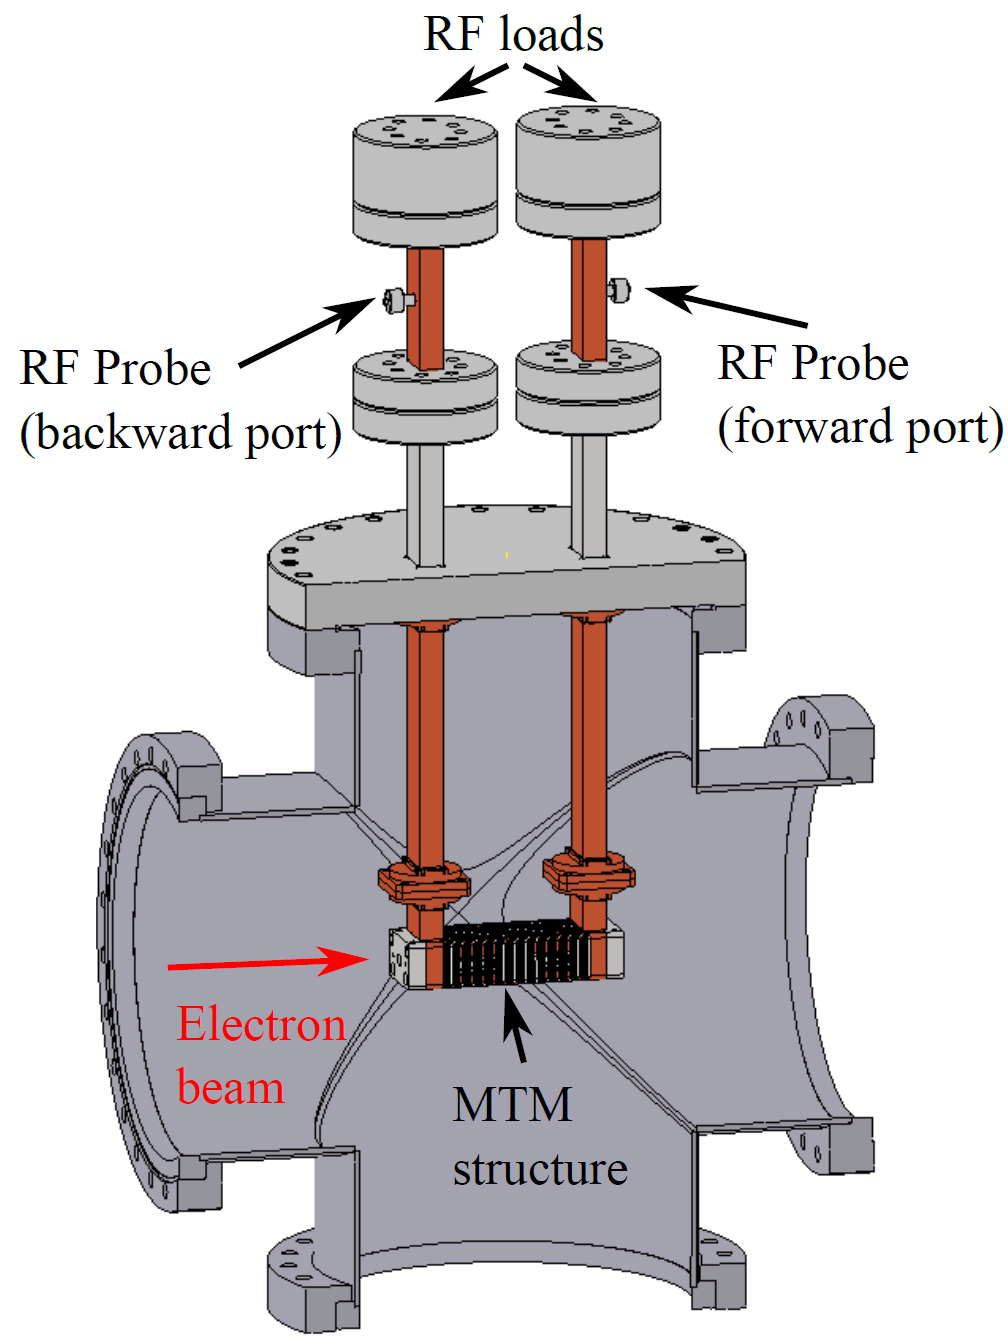 RF loads
RF Probe
(backward port)
RF Probe
(forward port)
Electron
beam
MTM
structure